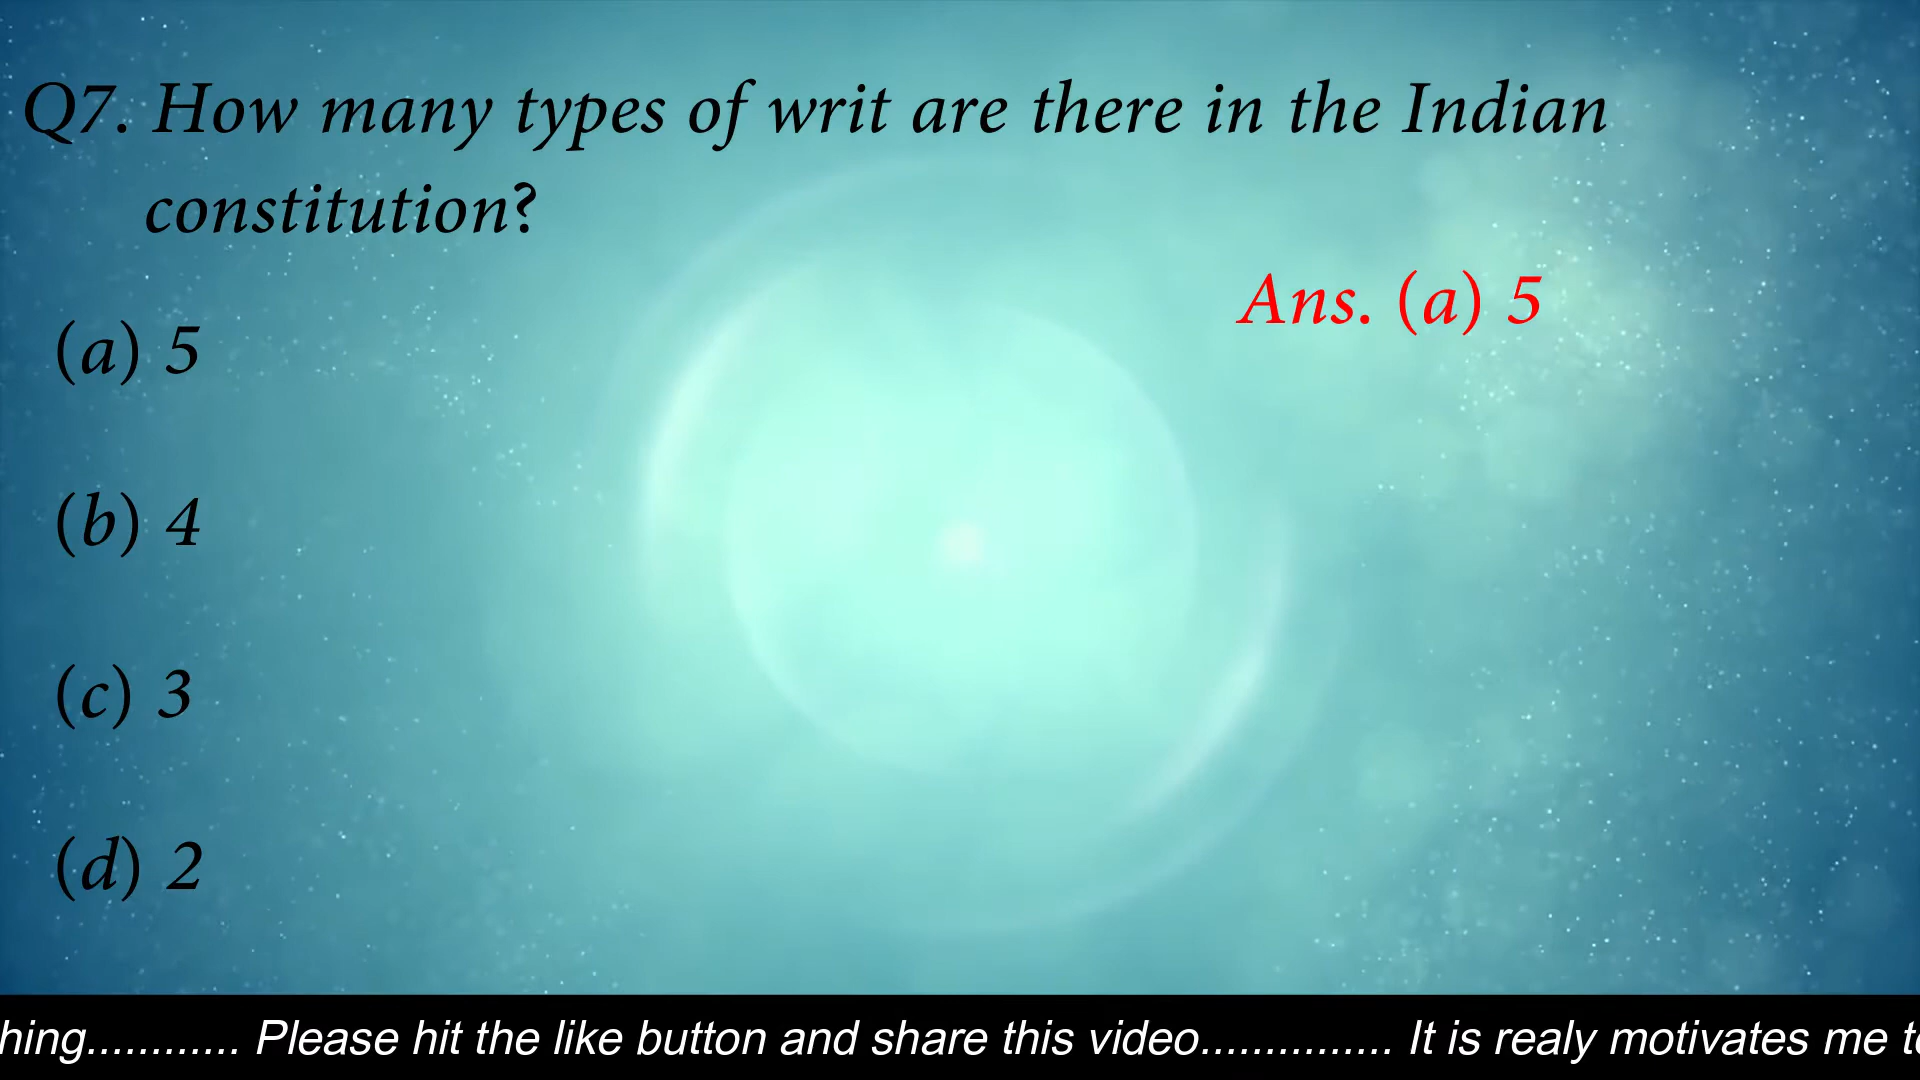 Q7. How many types of writ are there in the Indian
constitution?
Ans. (a) 5
(a) 5
(b) 4
(c) 3
(d) 2
hing............ Please hit the like button and share this video............... It is realy motivates me t